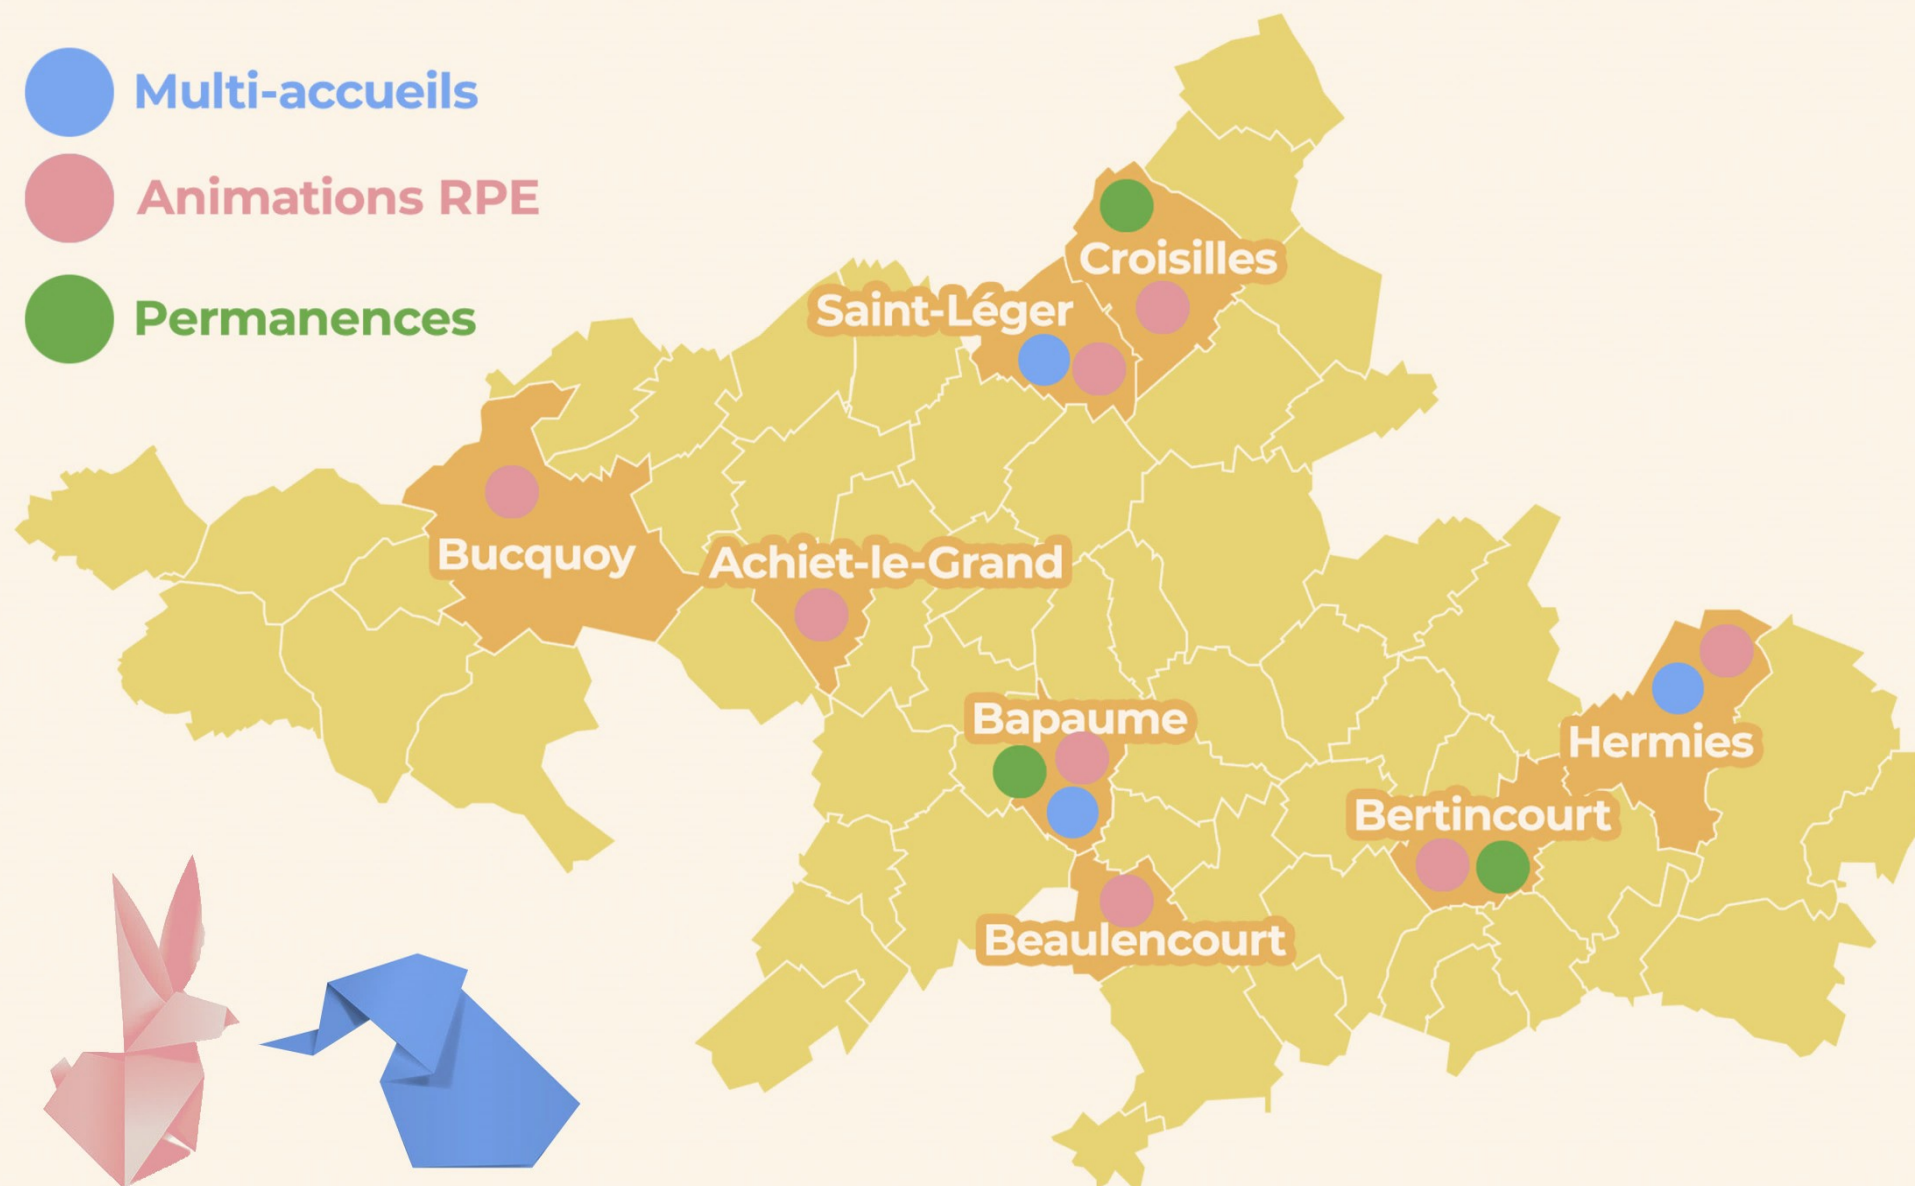 Multi-accueils
Animations RPE
Permanences
Croisilles
Saint-Léger
Bucquoy
Achiet-le-Grand
Bapaume
Hermies
Bertincourt
Beaulencourt